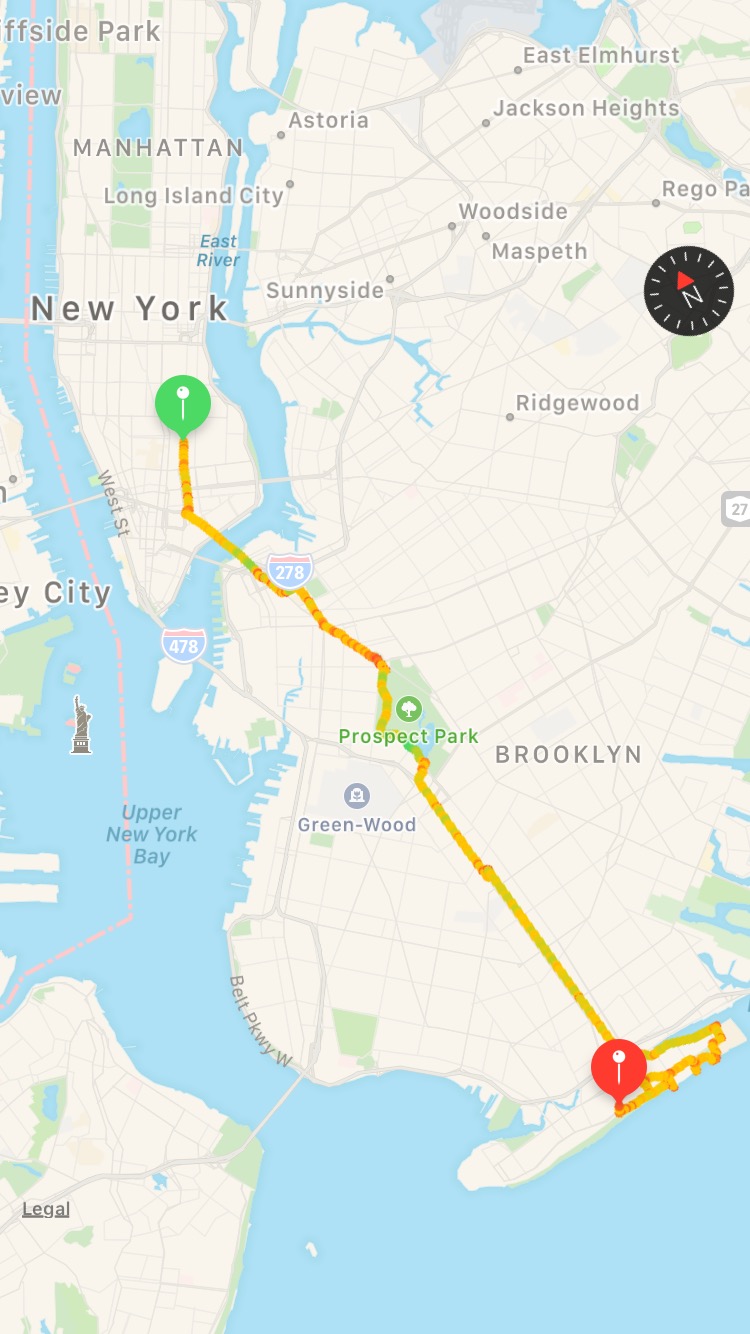 iffside Park
East Elmhurst
view
Jackson Heights
Astoria
MANHATTAN
Long Island City
Rego Pa
Woodside
East
River
Maspeth
Sunnyside
N
New York
Ridgewood
West St
n
27
278
ey City
478
Prospect Park
BROOKLYN
Green-Wood
Upper
New York
Bay
Belt Pkwy W
Legal